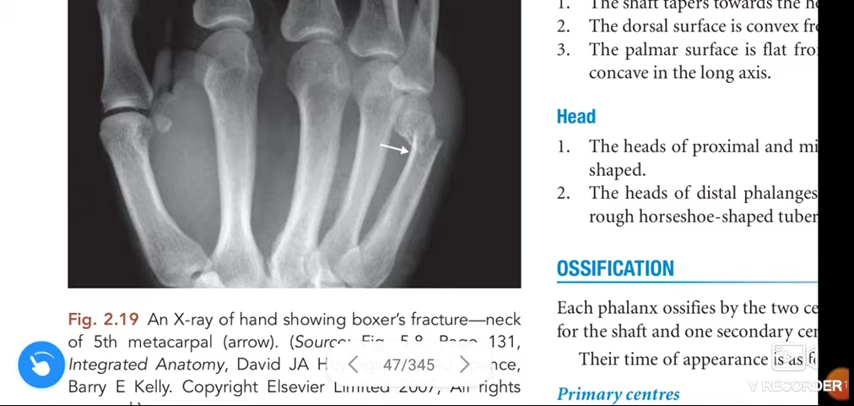 Fig. 2.19 An X-ray of hand showing boxer's fracture—neck
of 5th metacarpal (arrow). (Source: Fig. 5.8, Page 131,
Integrated Anatomy, David JA
Barry E Kelly. Copyright Elsevier Limited 2007, All rights
47/345
1. The shaft tapers towards the
2. The dorsal surface is convex
3. The palmar surface is flat
concave in the long axis.
Head
1. The heads of proximal and
shaped.
2. The heads of distal phalanges
rough horseshoe-shaped
OSSIFICATION
Each phalanx ossifies by the two
for the shaft and one secondary
Their time of appearance is as
Primary centres
V RECORDER